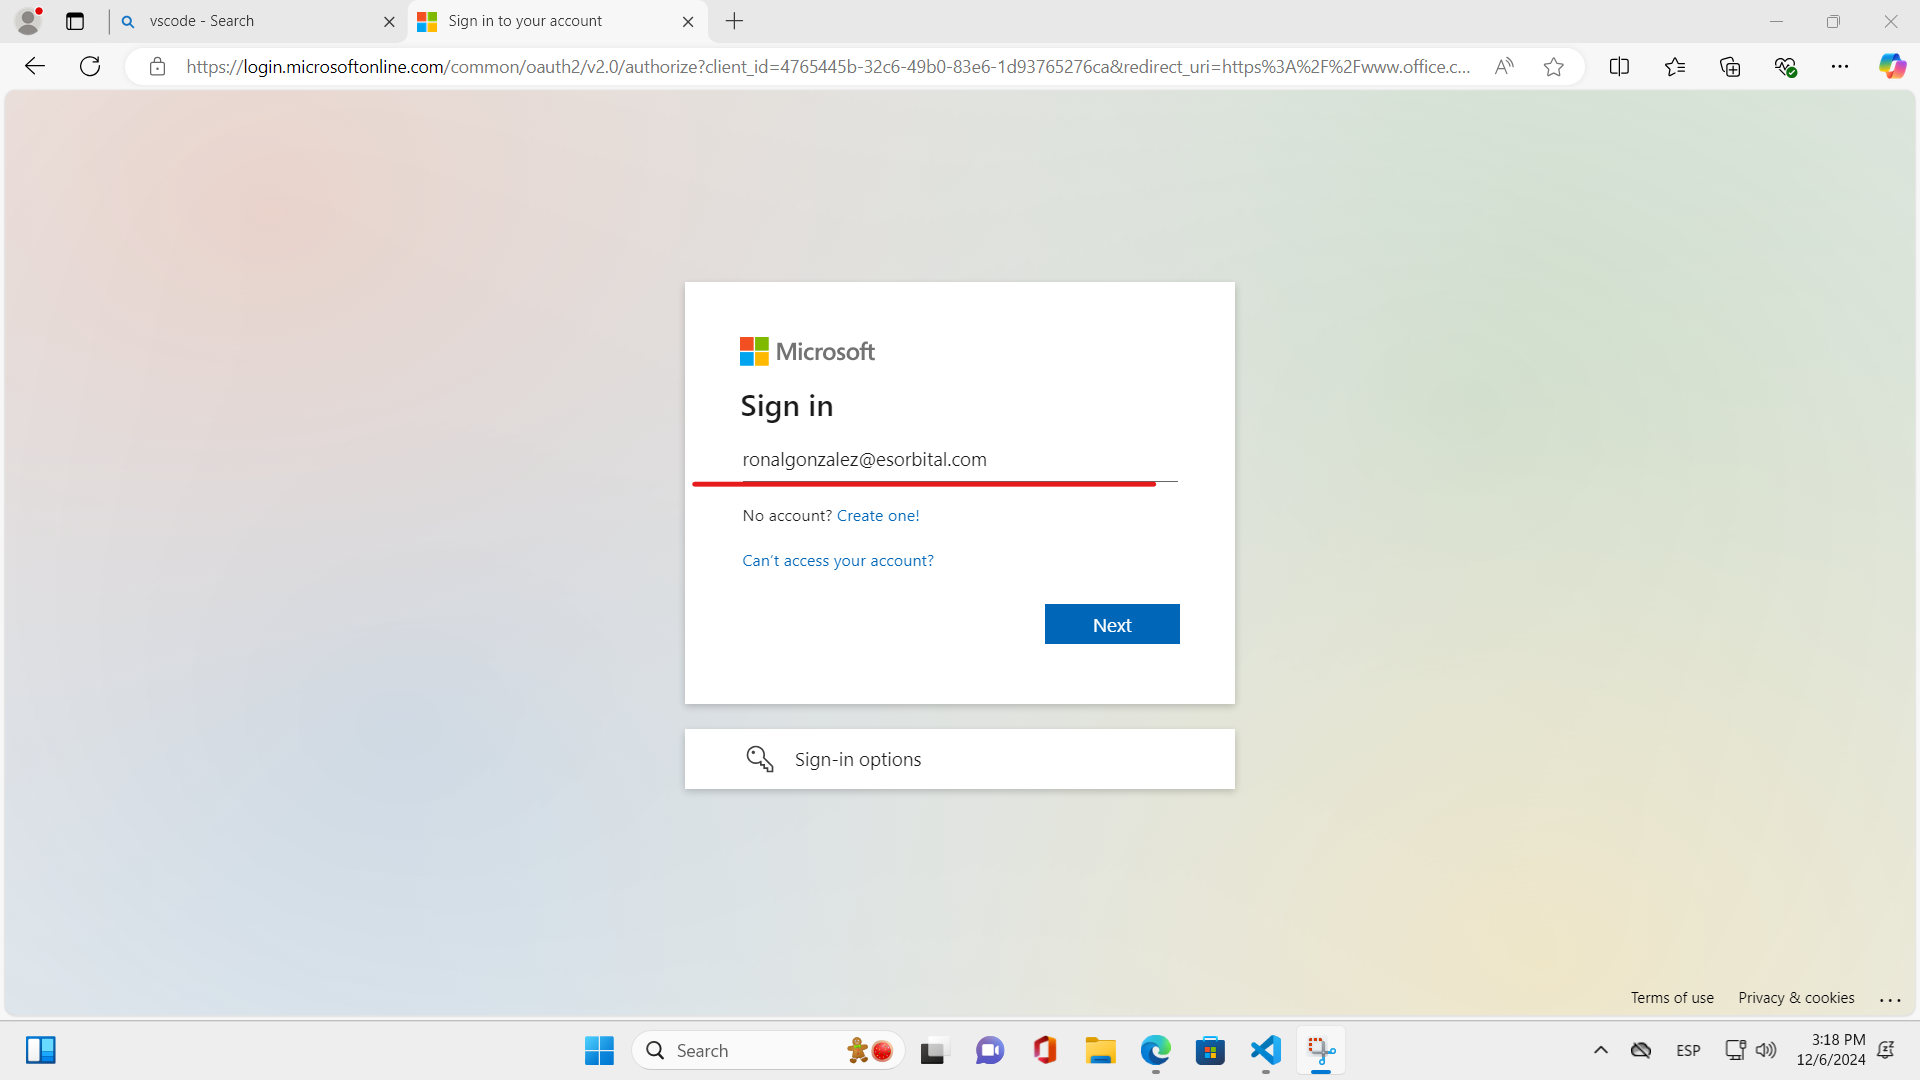 vscode - Search
Sign in to your account
https://login.microsoftonline.com/common/oauth2/v2.0/authorize?client_id=4765445b-32c6-49b0-83e6-1d93765276ca&redirect_uri=https%3A%2F%2Fwww.office.c...
Microsoft
Sign in
ronalgonzalez@esorbital.com
No account? Create one!
Can't access your account?
Next
Sign-in options
Terms of use Privacy & cookies ...
Search
ESP
3:18 PM
12/6/2024